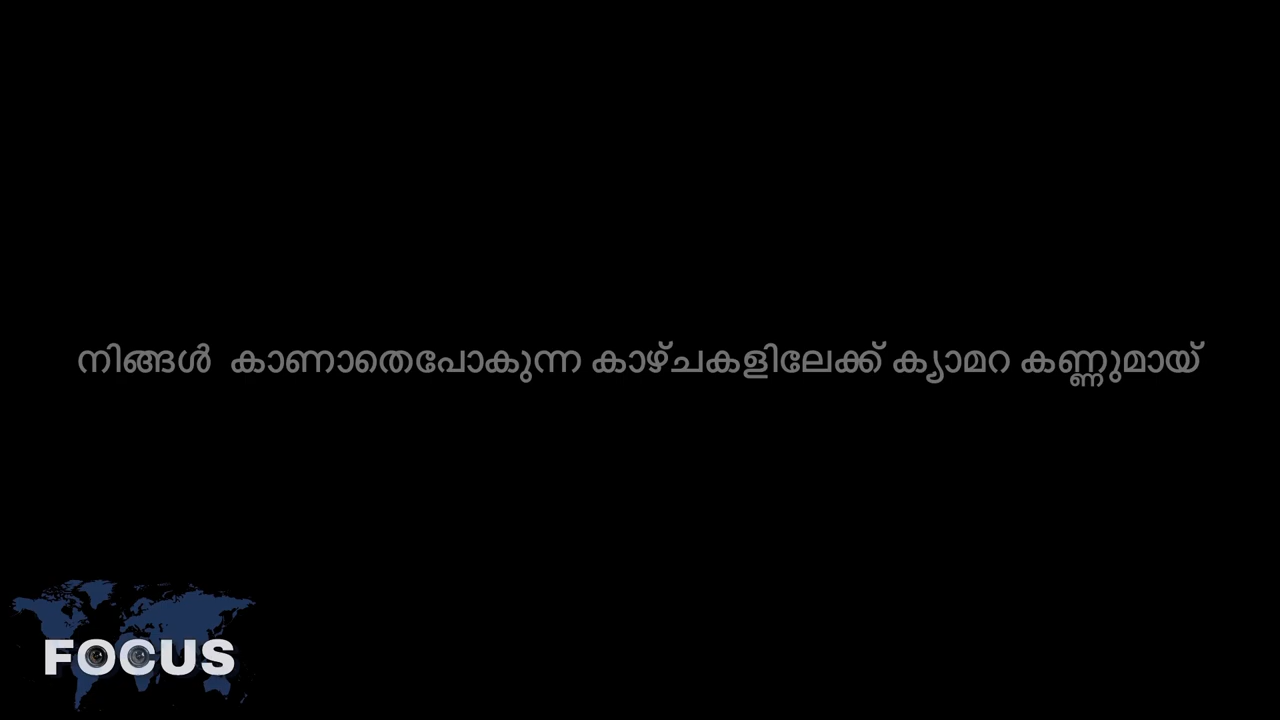 നിങ്ങൾ കാണാതെപോകുന്ന കാഴ്ചകളിലേക്ക് ക്യാമറ കണ്ണുമായ്
FOCUS